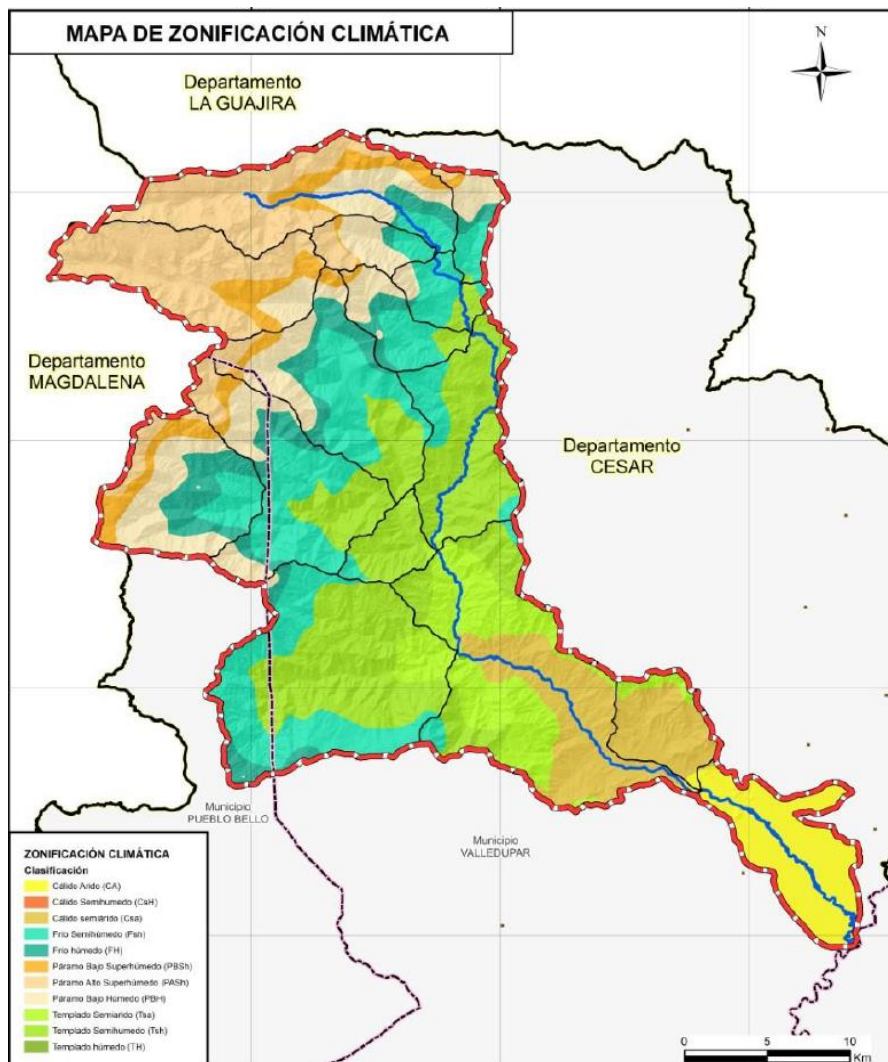 MAPA DE ZONIFICACIÓN CLIMÁTICA
N
Departamento
LA GUAJIRA
Departamento
MAGDALENA
Departamento
CESAR
Municipio
PUEBLO BELLO
Municipio
VALLEDUPAR
ZONIFICACIÓN CLIMÁTICA
Clasificación
Cálido Arido (CA)
Cálido Semihumedo (CsH)
Cálido semiárido (Csa)
Frío Semihúmedo (Fsh)
Frío húmedo (FH)
Páramo Bajo Superhúmedo (PBSh)
Páramo Alto Superhúmedo (PASh)
Páramo Bajo Húmedo (PBH)
Templado Semiarido (Tsa)
Templado Semihumedo (Tsh)
Templado húmedo (TH)
0 5 10
Km